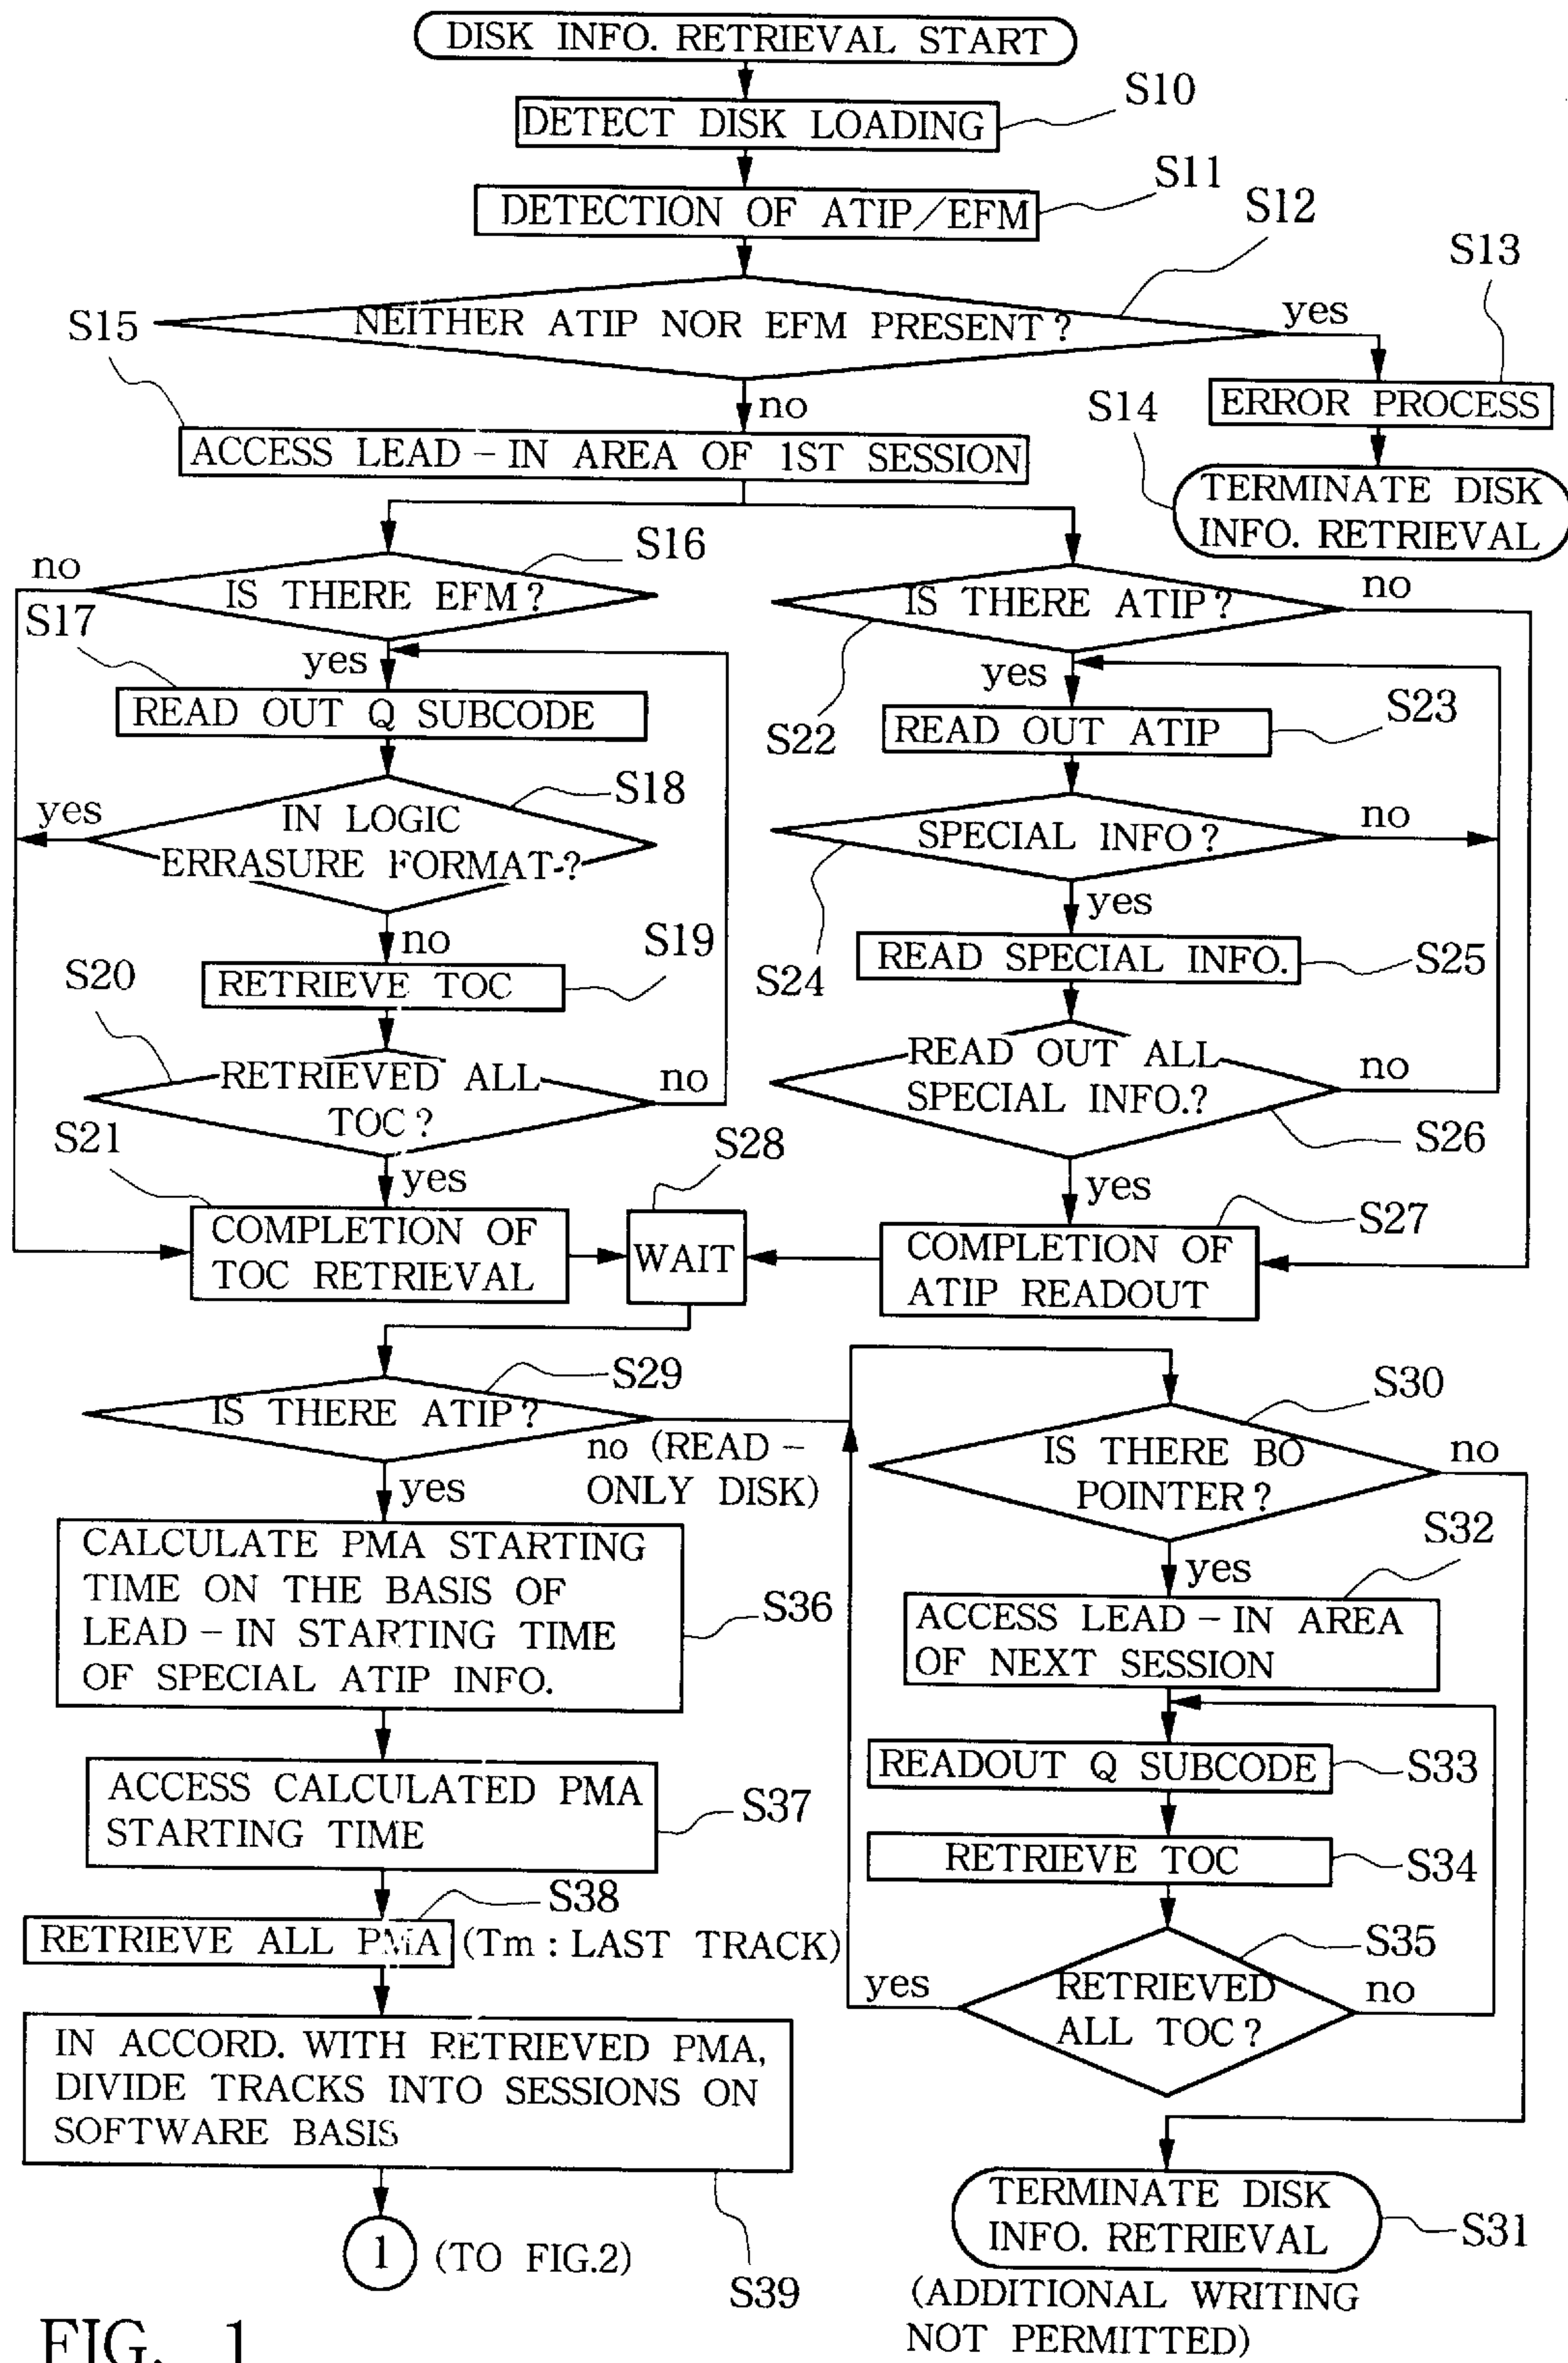 DISK INFO. RETRIEVAL START
S10
DETECT DISK LOADING
S11
DETECTION OF ATIP/EFM
S12
S13
NEITHER ATIP NOR EFM PRESENT?
yes
S15
no
S14
ERROR PROCESS
ACCESS LEAD-IN AREA OF 1ST SESSION
TERMINATE DISK
INFO. RETRIEVAL
S16
no
IS THERE EFM?
S17
yes
READ OUT Q SUBCODE
S18
yes
IN LOGIC
ERRASURE FORMAT-?
no
S19
S20
RETRIEVE TOC
RETRIEVED ALL
TOC?
no
S21
yes
COMPLETION OF
TOC RETRIEVAL
S28
WAIT
IS THERE ATIP?
no
yes
S22
S23
READ OUT ATIP
SPECIAL INFO?
no
yes
S24
READ SPECIAL INFO.
S25
READ OUT ALL
SPECIAL INFO.?
no
S26
yes
S27
COMPLETION OF
ATIP READOUT
S29
IS THERE ATIP?
no (READ-
ONLY DISK)
yes
CALCULATE PMA STARTING
TIME ON THE BASIS OF
LEAD-IN STARTING TIME
OF SPECIAL ATIP INFO.
S36
ACCESS CALCULATED PMA
STARTING TIME
S37
S38
RETRIEVE ALL PMA (Tm : LAST TRACK)
IN ACCORD. WITH RETRIEVED PMA,
DIVIDE TRACKS INTO SESSIONS ON
SOFTWARE BASIS
S39
1 (TO FIG.2)
S30
IS THERE BO
POINTER?
no
yes
S32
ACCESS LEAD-IN AREA
OF NEXT SESSION
READOUT Q SUBCODE
S33
RETRIEVE TOC
S34
S35
yes
RETRIEVED
ALL TOC?
no
TERMINATE DISK
INFO. RETRIEVAL
S31
(ADDITIONAL WRITING
NOT PERMITTED)
FIG. 1